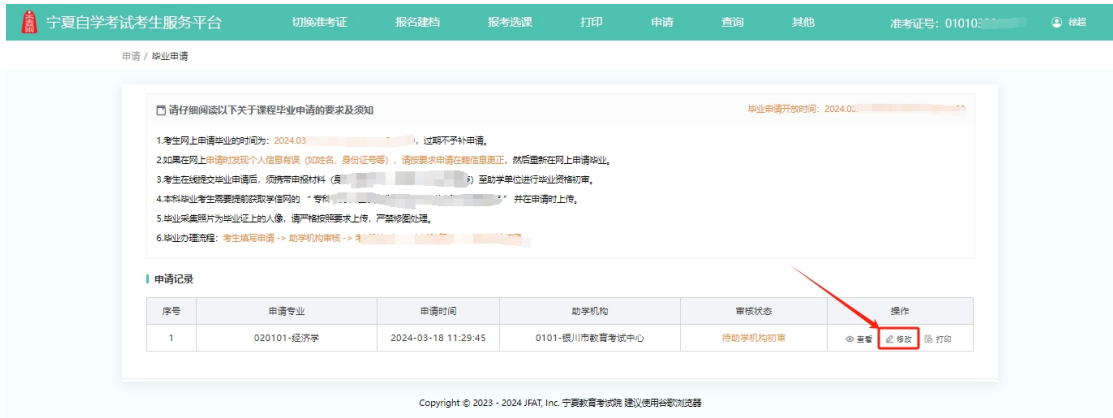 宁夏自学考试考生服务平台 切换准考证 报名建档 报考选课 打印 申请 查询 其他 准考证号：01010
申请 / 毕业申请
请仔细阅读以下关于课程毕业申请的要求及须知 毕业申请开放时间：2024.0
1.考生网上申请毕业的时间为：2024.03 ，过期不予补申请。
2.如果在网上申请时发现个人信息有误（如姓名、身份证号等），请按要求申请在籍信息更正，然后重新在网上申请毕业。
3.考生在线提交毕业申请后，须携带申报材料（ ）至助学单位进行毕业资格初审。
4.本科毕业考生需要提前获取学信网的“专科 ”并在申请时上传。
5.毕业采集照片为毕业证上的人像，请严格按照要求上传，严禁修图处理。
6.毕业办理流程：考生填写申请 -> 助学机构审核 ->
申请记录
序号 申请专业 申请时间 助学机构 审核状态 操作
1 020101-经济学 2024-03-18 11:29:45 0101-银川市教育考试中心 待助学机构初审 查看 修改 打印
Copyright © 2023 - 2024 JFAT, Inc. 宁夏教育考试院 建议使用谷歌浏览器